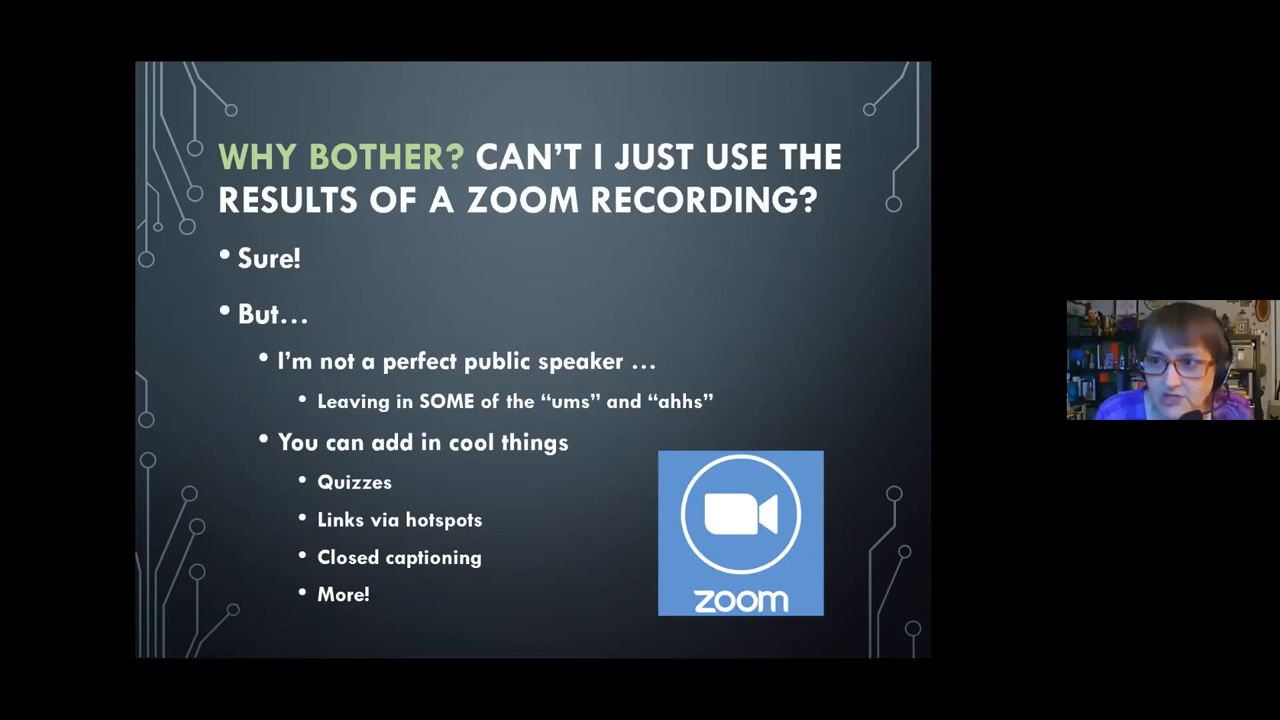 WHY BOTHER? CAN’T I JUST USE THE
RESULTS OF A ZOOM RECORDING?
• Sure!
• But…
• I’m not a perfect public speaker …
• Leaving in SOME of the “ums” and “ahhs”
• You can add in cool things
• Quizzes
• Links via hotspots
• Closed captioning
• More!
zoom